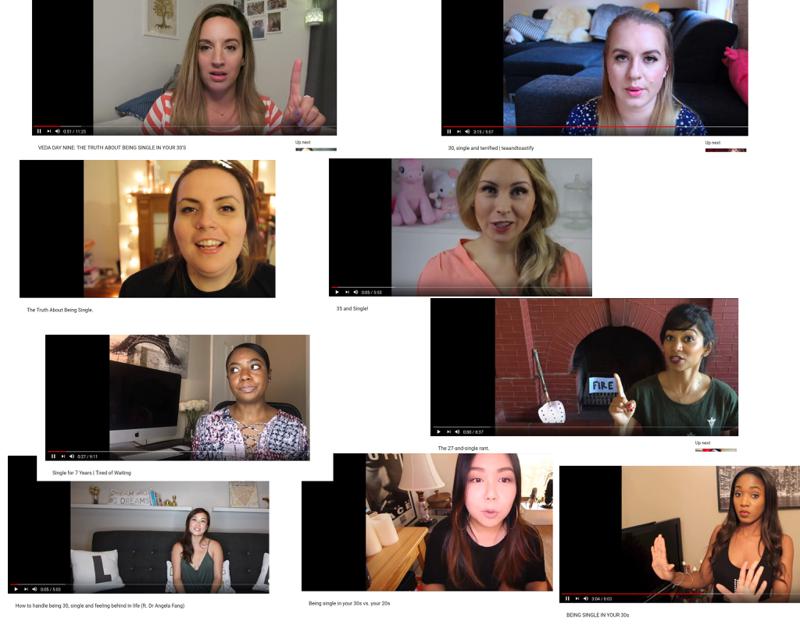 0:51 / 11:25
VEDA DAY NINE: THE TRUTH ABOUT BEING SINGLE IN YOUR 30'S
Up next
3:15 / 5:57
30, single and terrified | texandtoastify
Up next
The Truth About Being Single.
0:05 / 5:53
35 and Single!
FIRE
0:00 / 8:37
The 27-and-single rant.
Up next
0:27 / 9:11
Single for 7 Years | Tired of Waiting
DREAMS
L
0:05 / 5:03
How to handle being 30, single and feeling behind in life (ft. Dr Angela Fang)
Being single in your 30s vs. your 20s
3:04 / 6:03
BEING SINGLE IN YOUR 30s